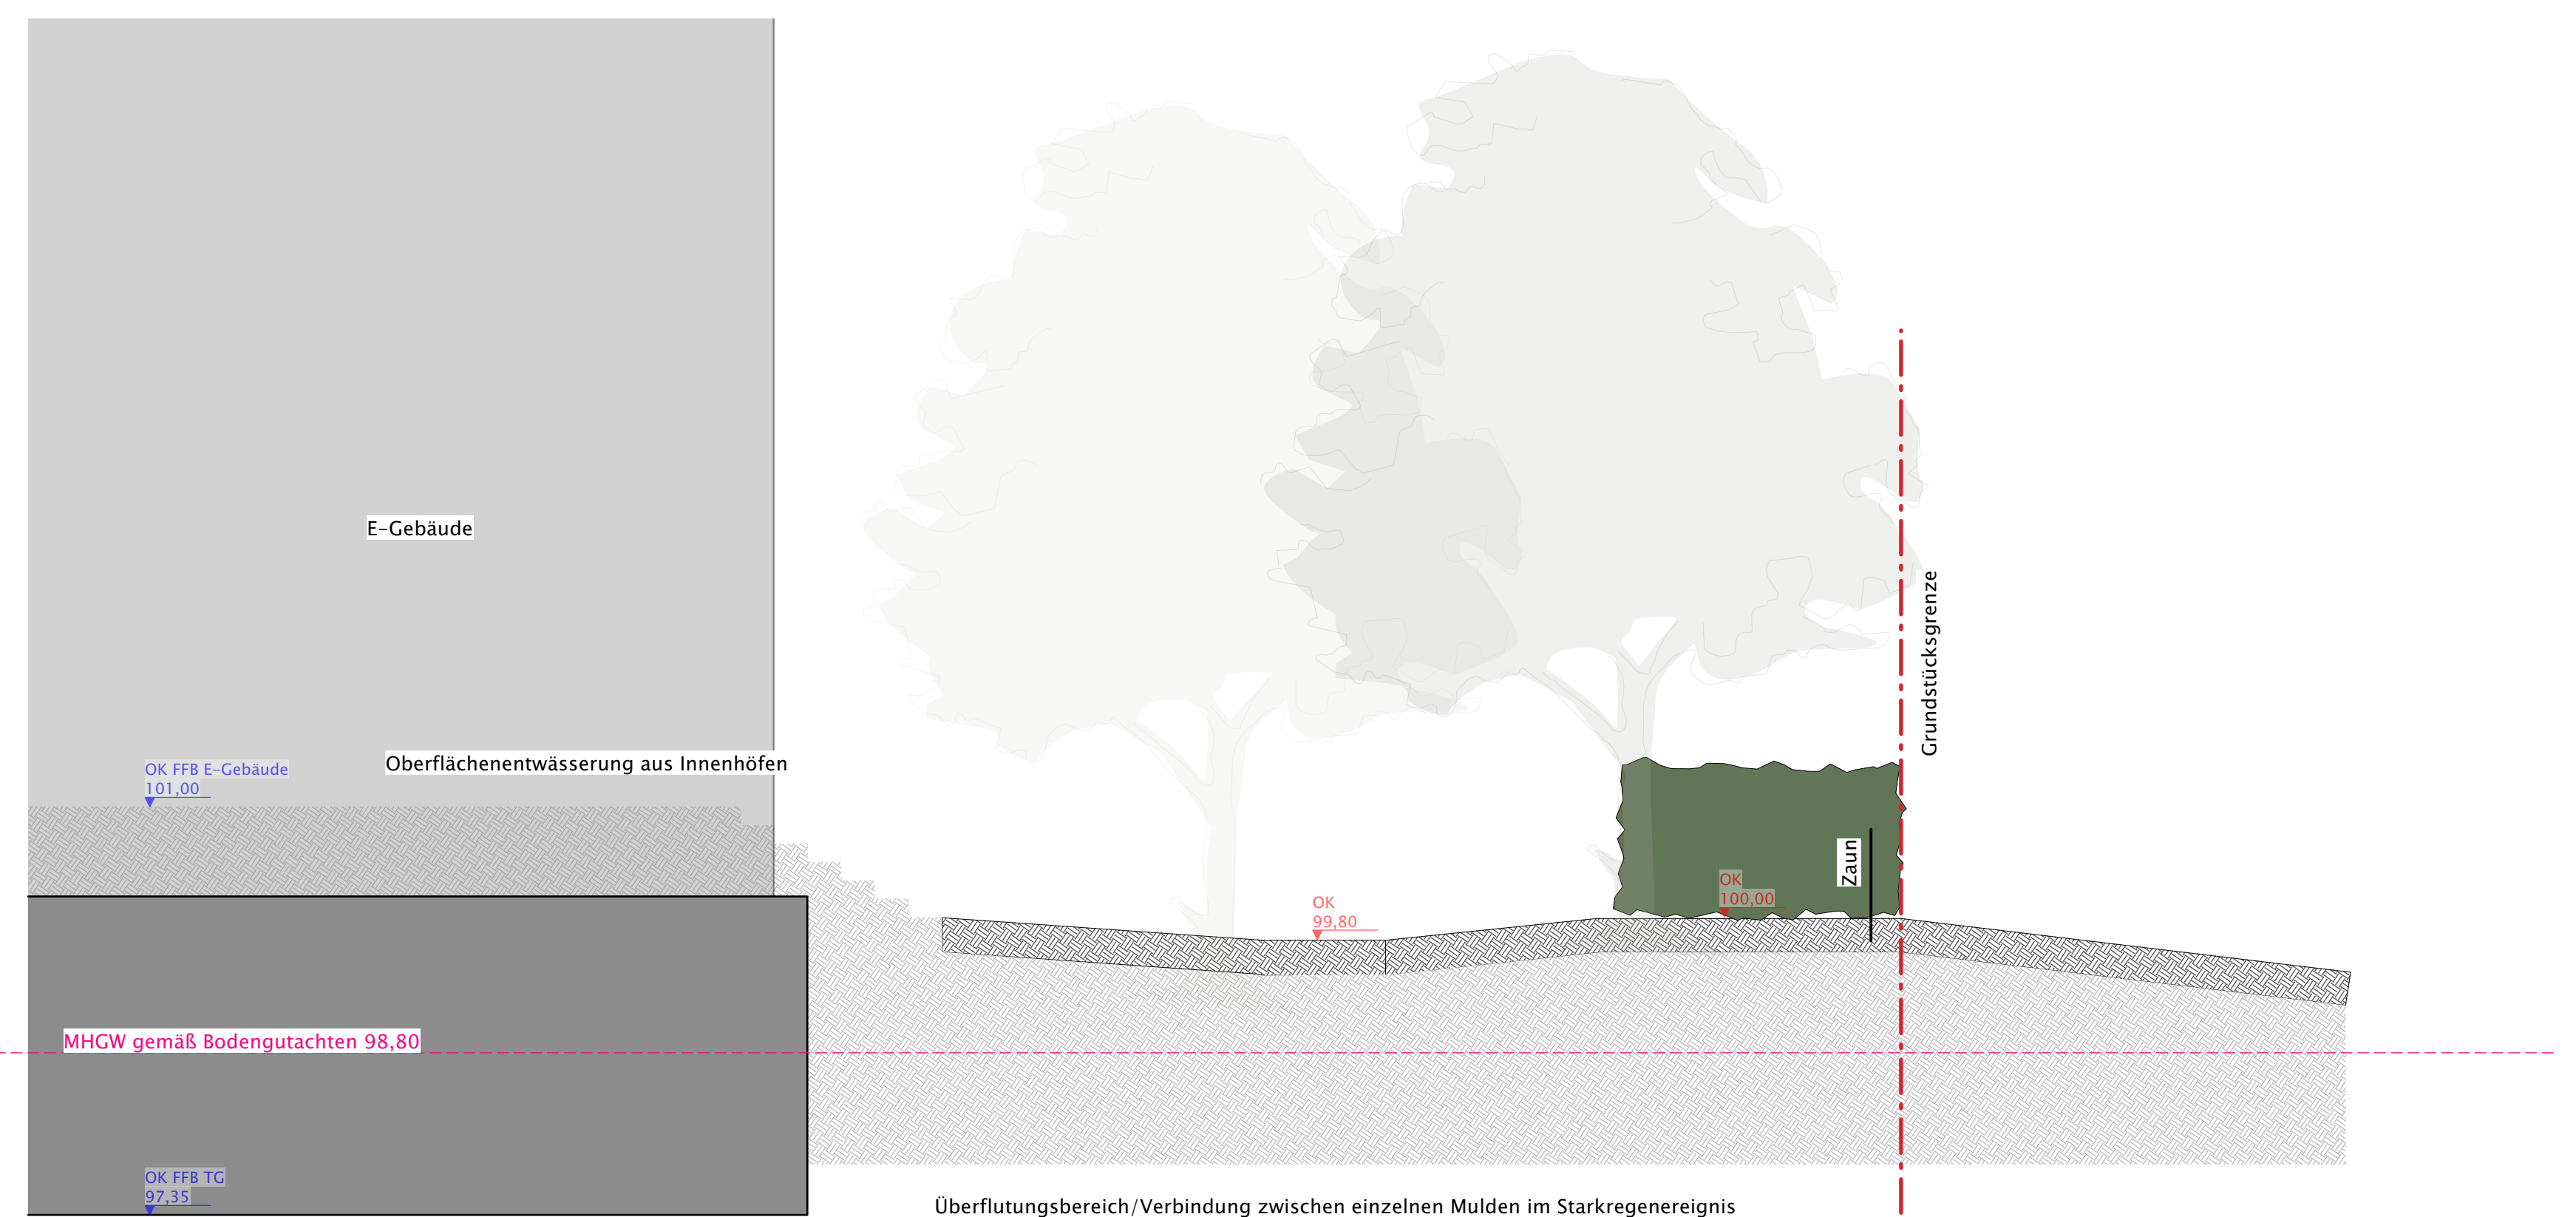 E-Gebäude
Grundstücksgrenze
Oberflächenentwässerung aus Innenhöfen
OK FFB E-Gebäude
101,00
Zaun
OK
100,00
OK
99,80
MHGW gemäß Bodengutachten 98,80
OK FFB TG
97,35
Überflutungsbereich/Verbindung zwischen einzelnen Mulden im Starkregenereignis